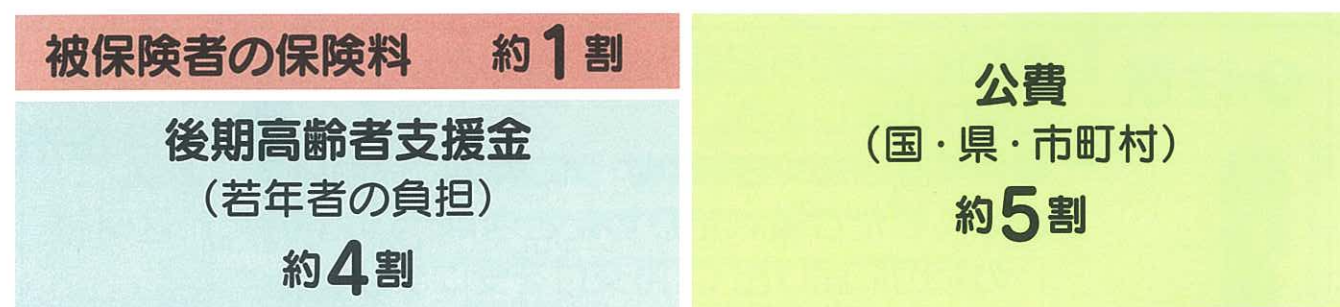 被保険者の保険料 約1割
後期高齢者支援金
（若年者の負担）
約4割
公費
（国・県・市町村）
約5割